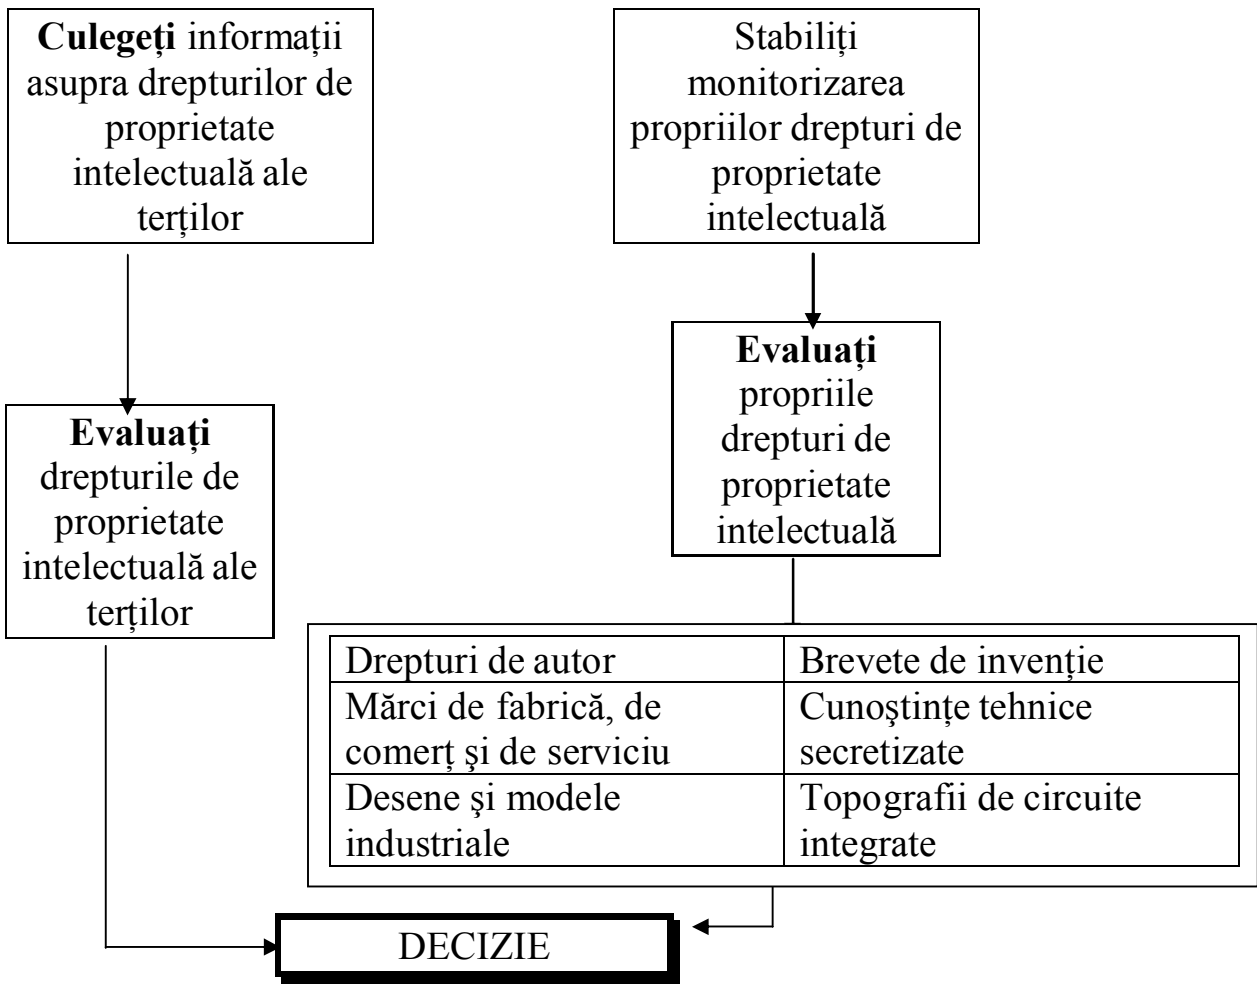 Culegeți informații
asupra drepturilor de
proprietate
intelectuală ale
terților
Stabiliți
monitorizarea
propriilor drepturi de
proprietate
intelectuală
Evaluați
drepturile de
proprietate
intelectuală ale
terților
Evaluați
propriile
drepturi de
proprietate
intelectuală
Drepturi de autor
Brevete de invenție
Mărci de fabrică, de
comerț şi de serviciu
Cunoştințe tehnice
secretizate
Desene şi modele
industriale
Topografii de circuite
integrate
DECIZIE